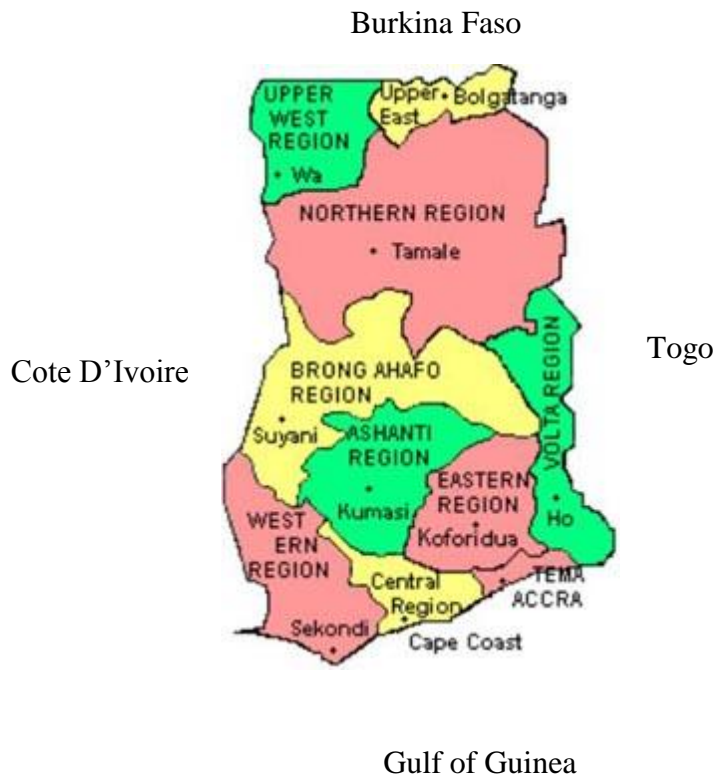 Burkina Faso
UPPER
WEST
REGION
Wa
Upper
East
Bolgatanga
NORTHERN REGION
Tamale
Cote D’Ivoire
Togo
BRONG AHAFO
REGION
Suyani
VOLTA REGION
Ho
ASHANTI
REGION
Kumasi
EASTERN
REGION
Koforidua
WEST
ERN
REGION
Sekondi
Central
Region
Cape Coast
TEMA
ACCRA
Gulf of Guinea